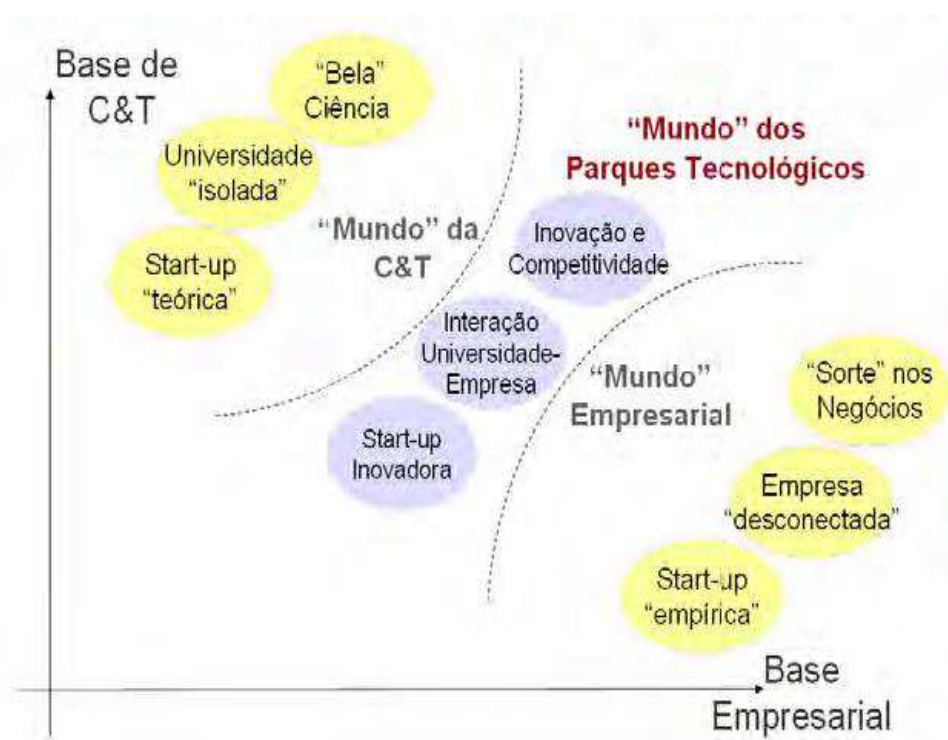 Base de
C&T
“Bela”
Ciência
Universidade
“isolada”
Start-up
“teórica”
“Mundo” da
C&T
“Mundo” dos
Parques Tecnológicos
Inovação e
Competitividade
Interação
Universidade-
Empresa
Start-up
Inovadora
“Mundo”
Empresarial
“Sorte” nos
Negócios
Empresa
“desconectada”
Start-up
“empírica”
Base
Empresarial